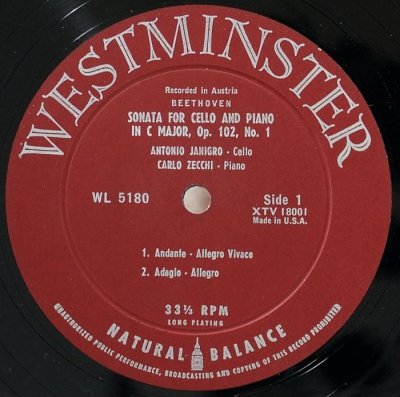 WESTMINSTER
Recorded in Austria
BEETHOVEN
SONATA FOR CELLO AND PIANO
IN C MAJOR, Op. 102, No. 1
ANTONIO JANIGRO - Cello
CARLO ZECCHI - Piano
WL 5180
Side 1
XTV 18001
Made in U.S.A.
1. Andante - Allegro Vivace
2. Adagio - Allegro
33⅓ RPM
LONG PLAYING
NATURAL BALANCE
UNAUTHORIZED PUBLIC PERFORMANCE, BROADCASTING AND COPYING OF THIS RECORD PROHIBITED